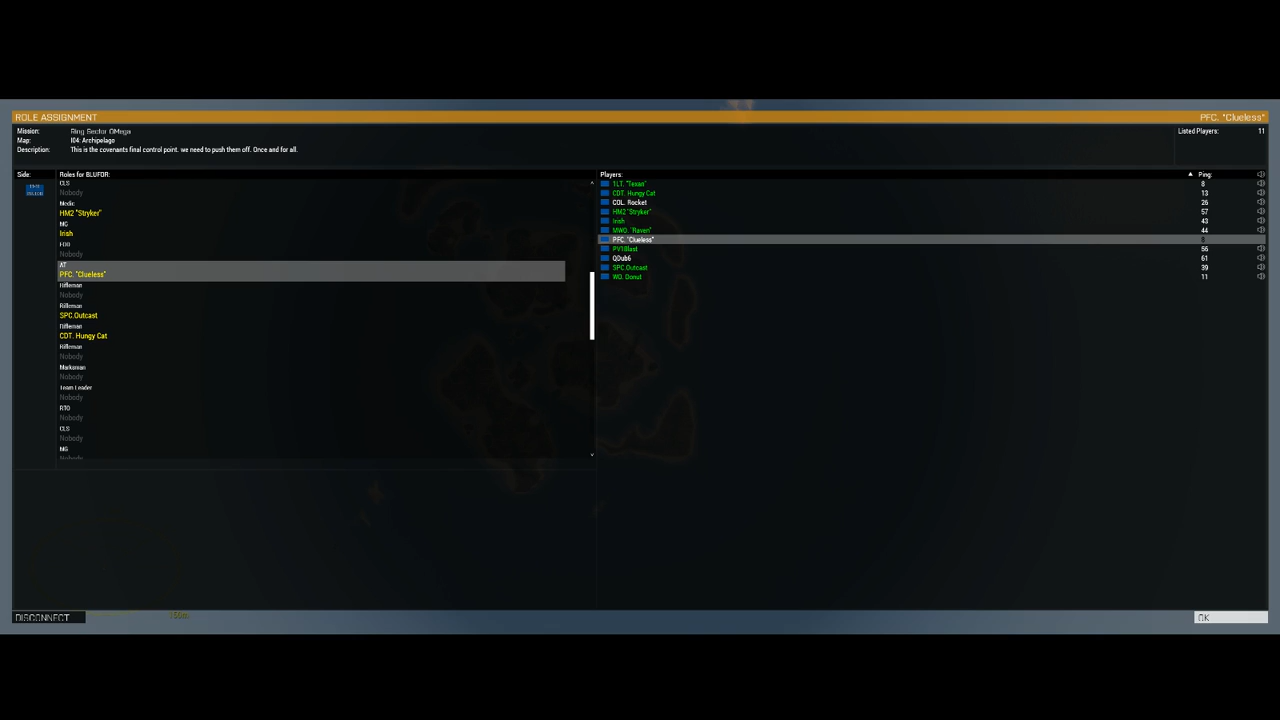 ROLE ASSIGNMENT PFC. "Clueless"
Mission: Ring Sector OMega Listed Players: 11
Map: I04: Archipelago
Description: This is the covenants final control point. we need to push them off. Once and for all.
Side: Roles for BLUFOR: Players: Ping:
CLS
Nobody
Medic
HM2 "Stryker"
MG
Irish
Nobody
AT
PFC. "Clueless"
Rifleman
Nobody
Rifleman
SPC.Outcast
Rifleman
CDT. Hungy Cat
Rifleman
Nobody
Marksman
Nobody
Team Leader
Nobody
RTO
Nobody
CLS
Nobody
MG
Nobody
1LT. "Texan" 8
CDT. Hungy Cat 13
COL. Rocket 26
HM2 "Stryker" 57
Irish 43
MWO. "Raven" 44
PFC. "Clueless" 8
PV1Blast 56
QDub6 61
SPC.Outcast 39
WO. Donut 11
DISCONNECT OK